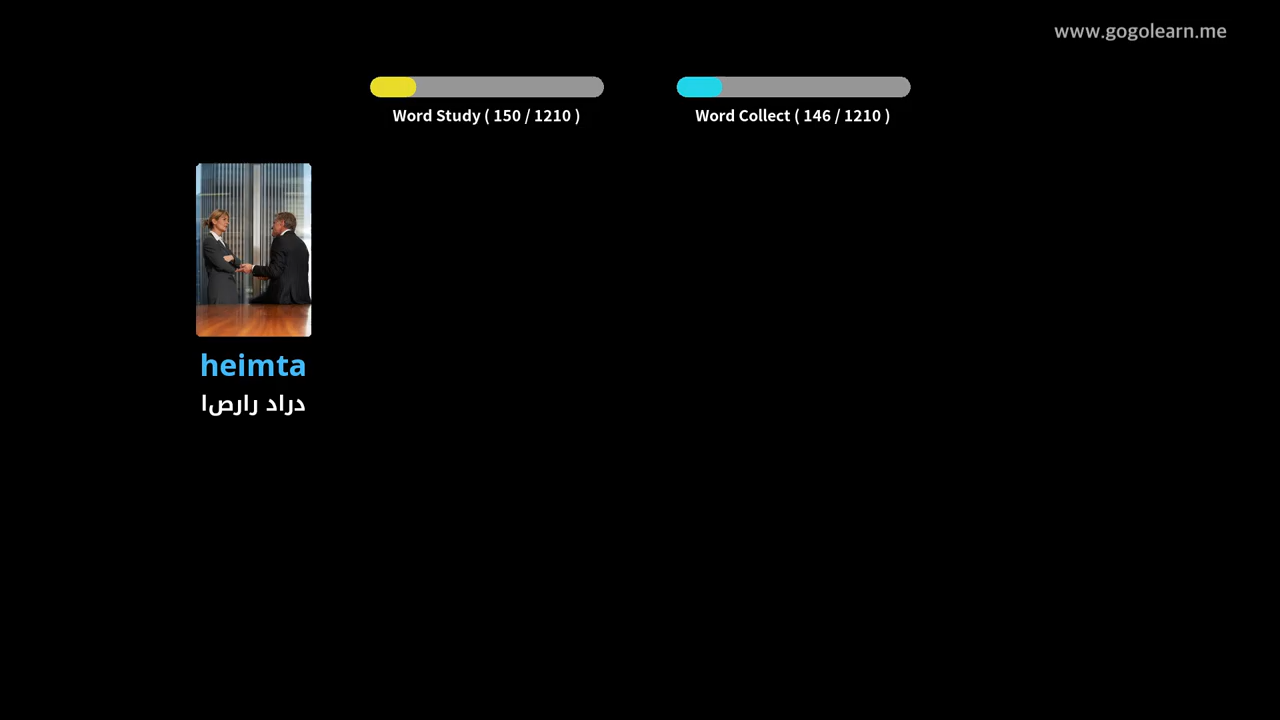 www.gogolearn.me
Word Study ( 150 / 1210 )
Word Collect ( 146 / 1210 )
heimta
دراد رارصا